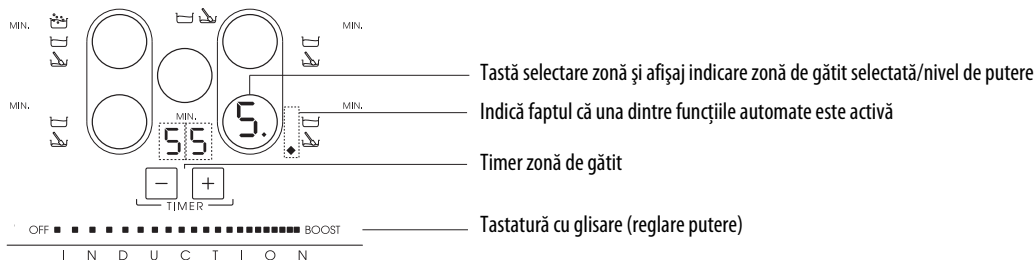 MIN.
MIN.
Tastă selectare zonă şi afişaj indicare zonă de gătit selectată/nivel de putere
5.
MIN.
MIN.
Indică faptul că una dintre funcțiile automate este activă
MIN.
55
Timer zonă de gătit
− +
TIMER
Tastatură cu glisare (reglare putere)
OFF BOOST
INDUCTION